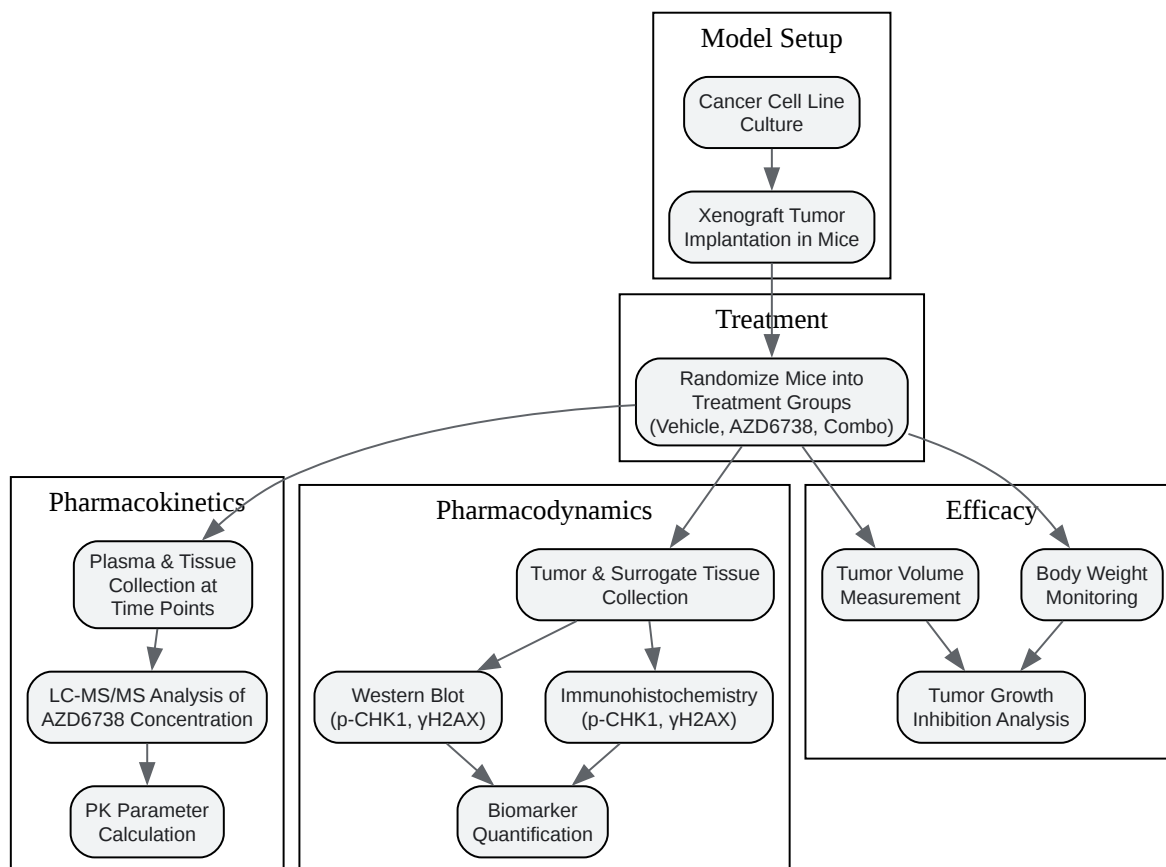 Model Setup
Cancer Cell Line
Culture
Xenograft Tumor
Implantation in Mice
Treatment
Randomize Mice into
Treatment Groups
(Vehicle, AZD6738, Combo)
Pharmacokinetics
Plasma & Tissue
Collection at
Time Points
LC-MS/MS Analysis of
AZD6738 Concentration
PK Parameter
Calculation
Pharmacodynamics
Tumor & Surrogate Tissue
Collection
Western Blot
(p-CHK1, γH2AX)
Immunohistochemistry
(p-CHK1, γH2AX)
Biomarker
Quantification
Efficacy
Tumor Volume
Measurement
Body Weight
Monitoring
Tumor Growth
Inhibition Analysis